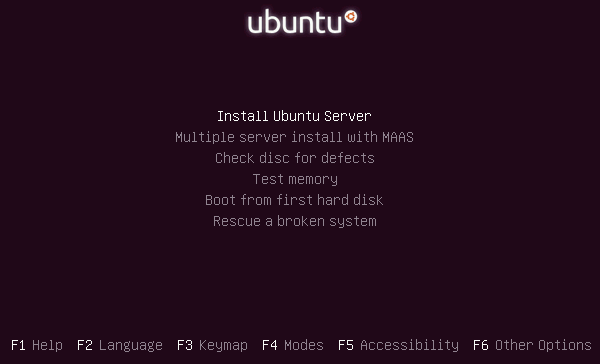 ubuntu
Install Ubuntu Server
Multiple server install with MAAS
Check disc for defects
Test memory
Boot from first hard disk
Rescue a broken system
F1 Help F2 Language F3 Keymap F4 Modes F5 Accessibility F6 Other Options